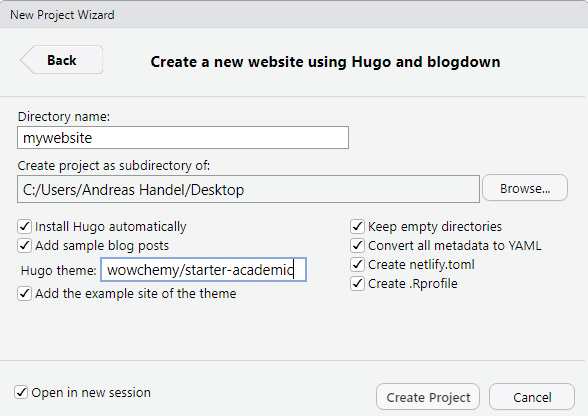 New Project Wizard
Back
Create a new website using Hugo and blogdown
Directory name:
mywebsite
Create project as subdirectory of:
C:/Users/Andreas Handel/Desktop
Browse...
Install Hugo automatically
Keep empty directories
Add sample blog posts
Convert all metadata to YAML
Hugo theme: wowchemy/starter-academic
Create netlify.toml
Create .Rprofile
Add the example site of the theme
Open in new session
Create Project
Cancel